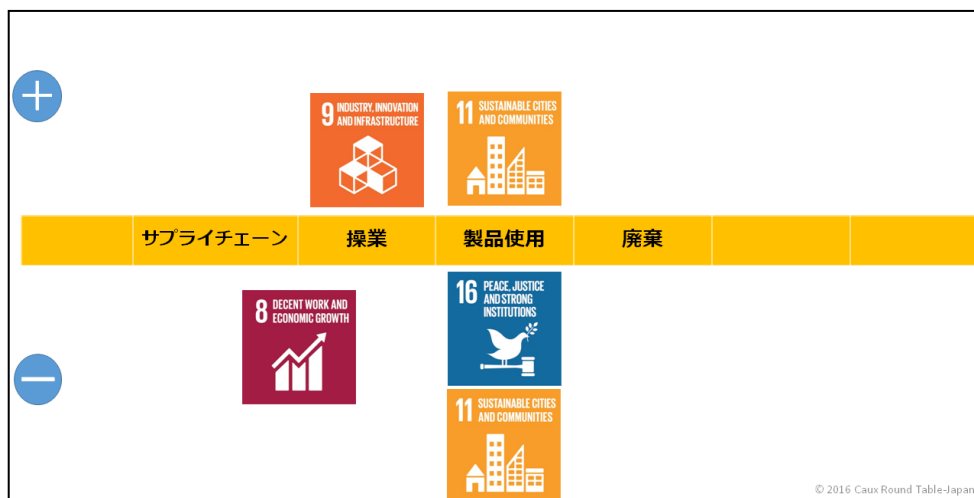 +
9 INDUSTRY, INNOVATION
AND INFRASTRUCTURE
11 SUSTAINABLE CITIES
AND COMMUNITIES
サプライチェーン 操業 製品使用 廃棄
8 DECENT WORK AND
ECONOMIC GROWTH
16 PEACE, JUSTICE
AND STRONG
INSTITUTIONS
−
11 SUSTAINABLE CITIES
AND COMMUNITIES
© 2016 Caux Round Table-Japan